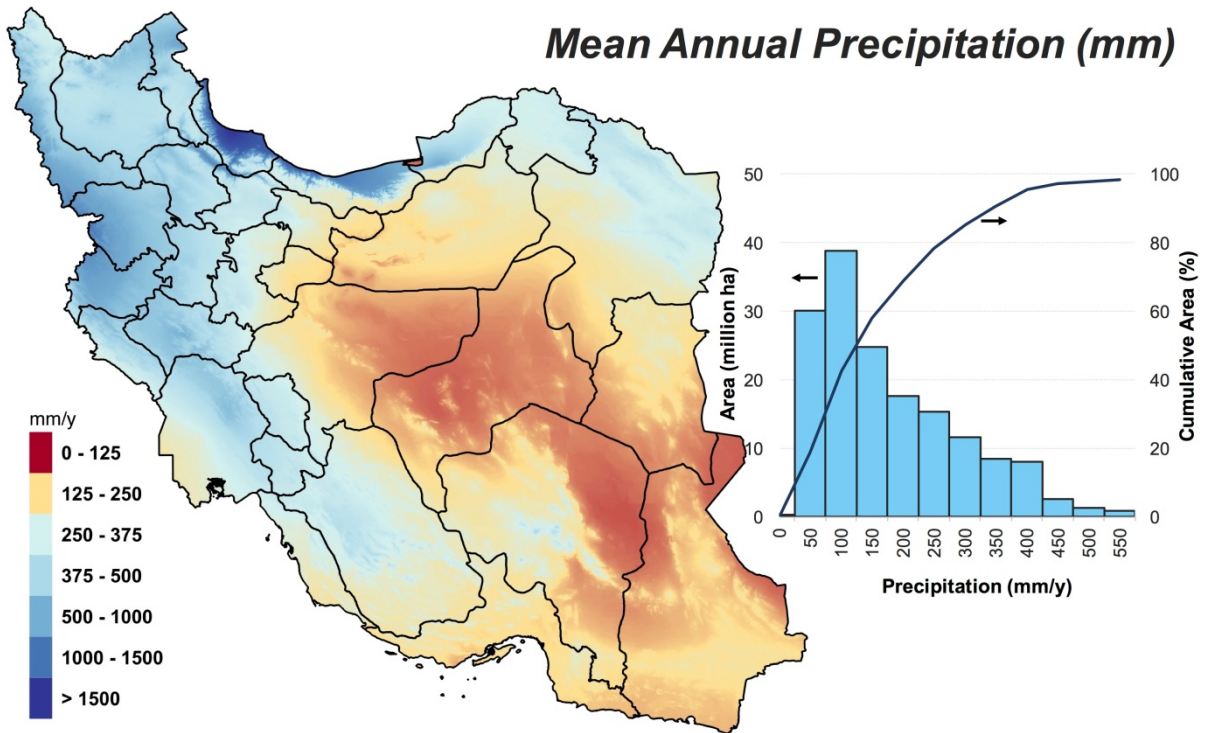 Mean Annual Precipitation (mm)
mm/y
0 - 125
125 - 250
250 - 375
375 - 500
500 - 1000
1000 - 1500
> 1500
50
40
30
20
10
0
Area (million ha)
100
80
60
40
20
0
Cumulative Area (%)
0
50
100
150
200
250
300
350
400
450
500
550
Precipitation (mm/y)